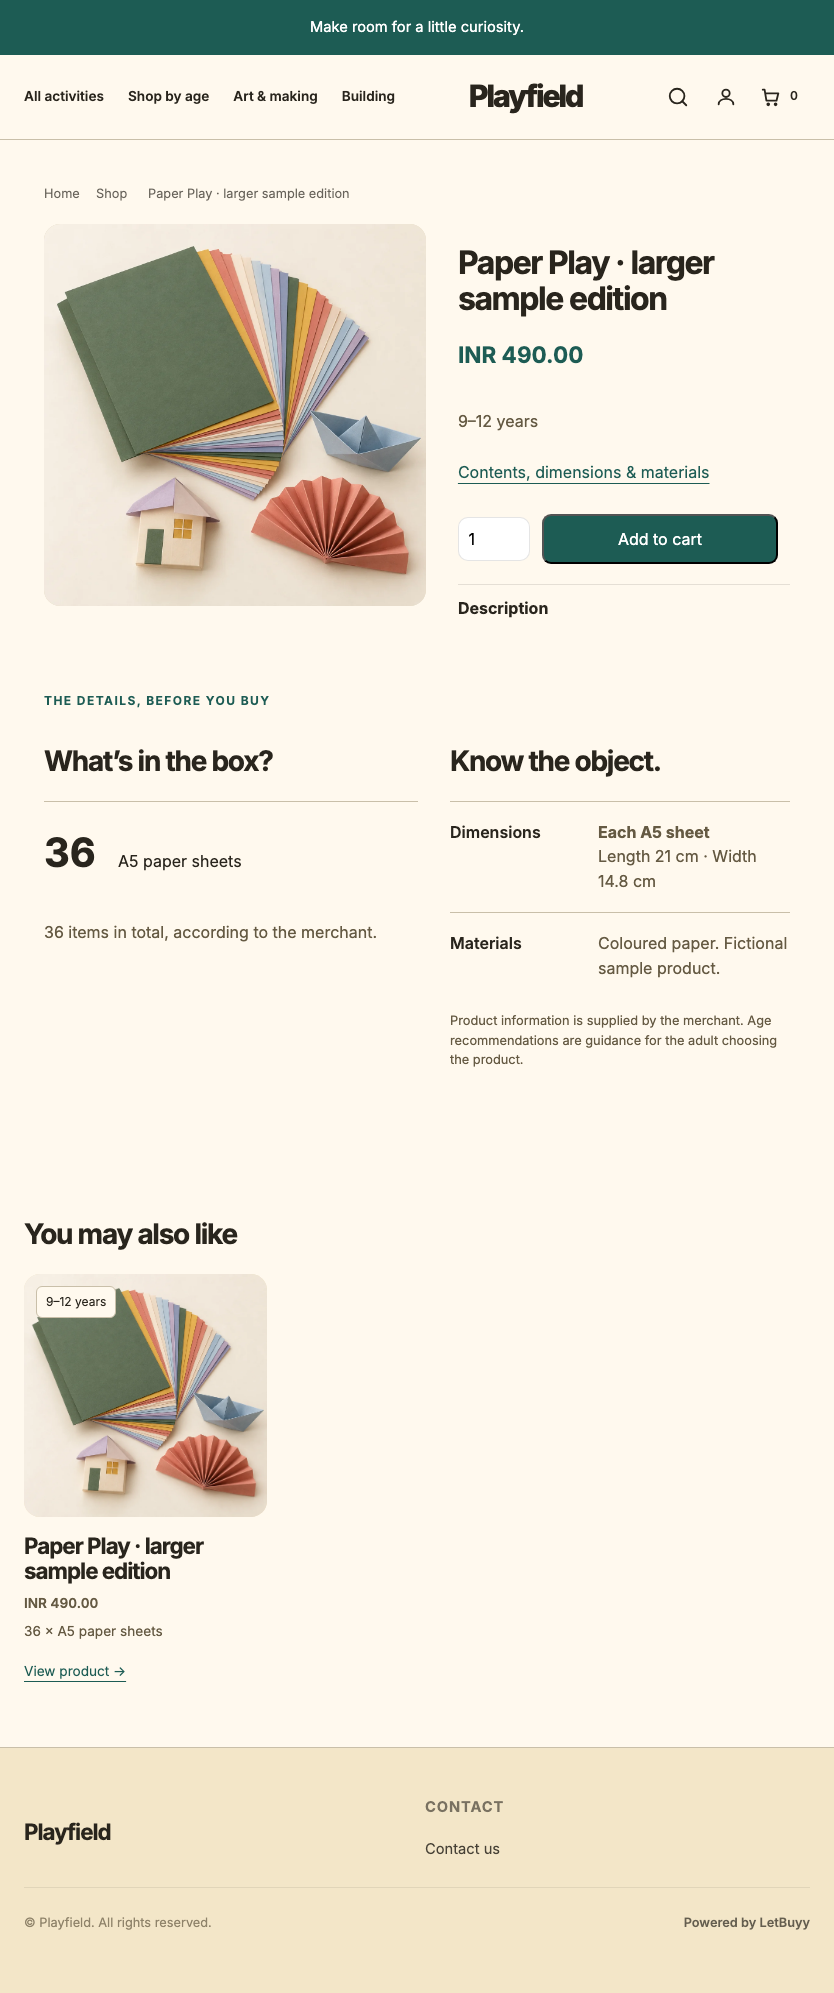 Make room for a little curiosity.
All activities
Shop by age
Art & making
Building
Playfield
0
Home
Shop
Paper Play · larger sample edition
Paper Play · larger
sample edition
INR 490.00
9–12 years
Contents, dimensions & materials
1
Add to cart
Description
THE DETAILS, BEFORE YOU BUY
What’s in the box?
36 A5 paper sheets
36 items in total, according to the merchant.
Know the object.
Dimensions
Each A5 sheet
Length 21 cm · Width
14.8 cm
Materials
Coloured paper. Fictional
sample product.
Product information is supplied by the merchant. Age
recommendations are guidance for the adult choosing
the product.
You may also like
9–12 years
Paper Play · larger
sample edition
INR 490.00
36 × A5 paper sheets
View product →
Playfield
CONTACT
Contact us
© Playfield. All rights reserved.
Powered by LetBuyy